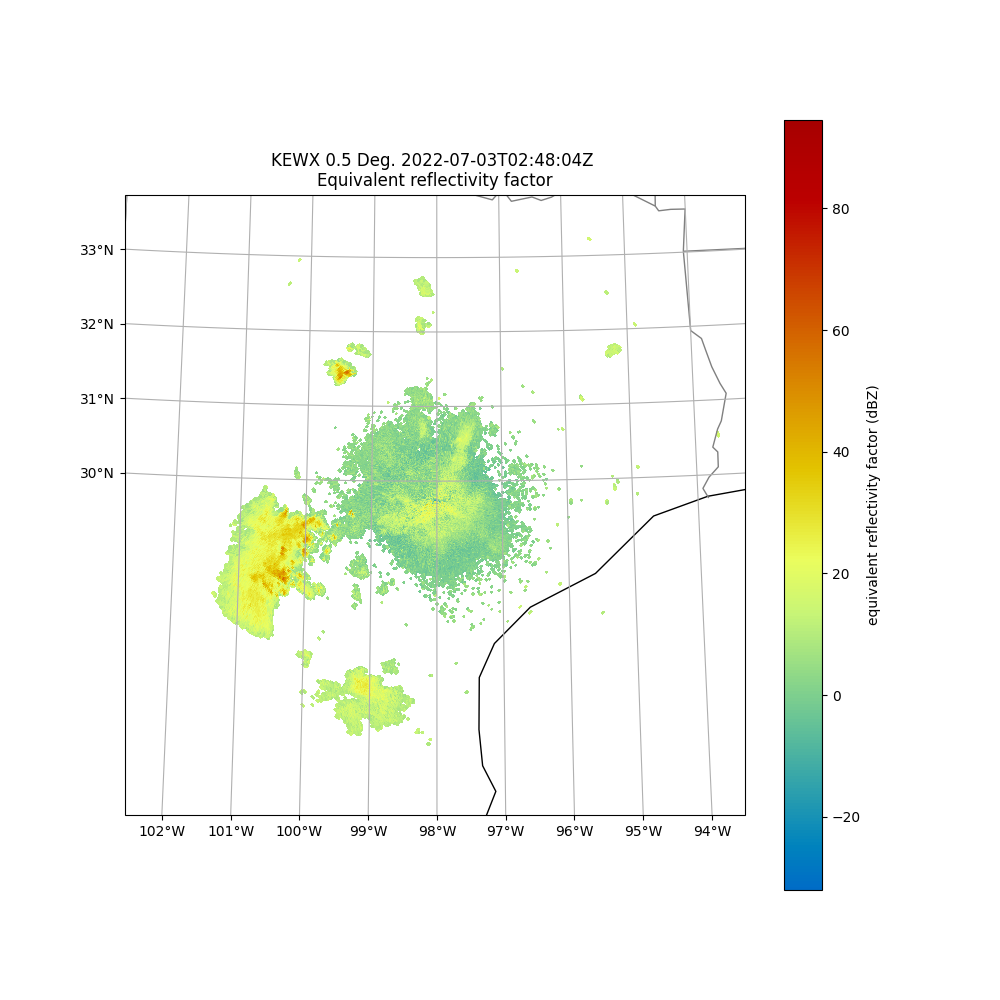 KEWX 0.5 Deg. 2022-07-03T02:48:04Z
Equivalent reflectivity factor
33°N
32°N
31°N
30°N
102°W 101°W 100°W 99°W 98°W 97°W 96°W 95°W 94°W
80
60
40
20
0
−20
equivalent reflectivity factor (dBZ)